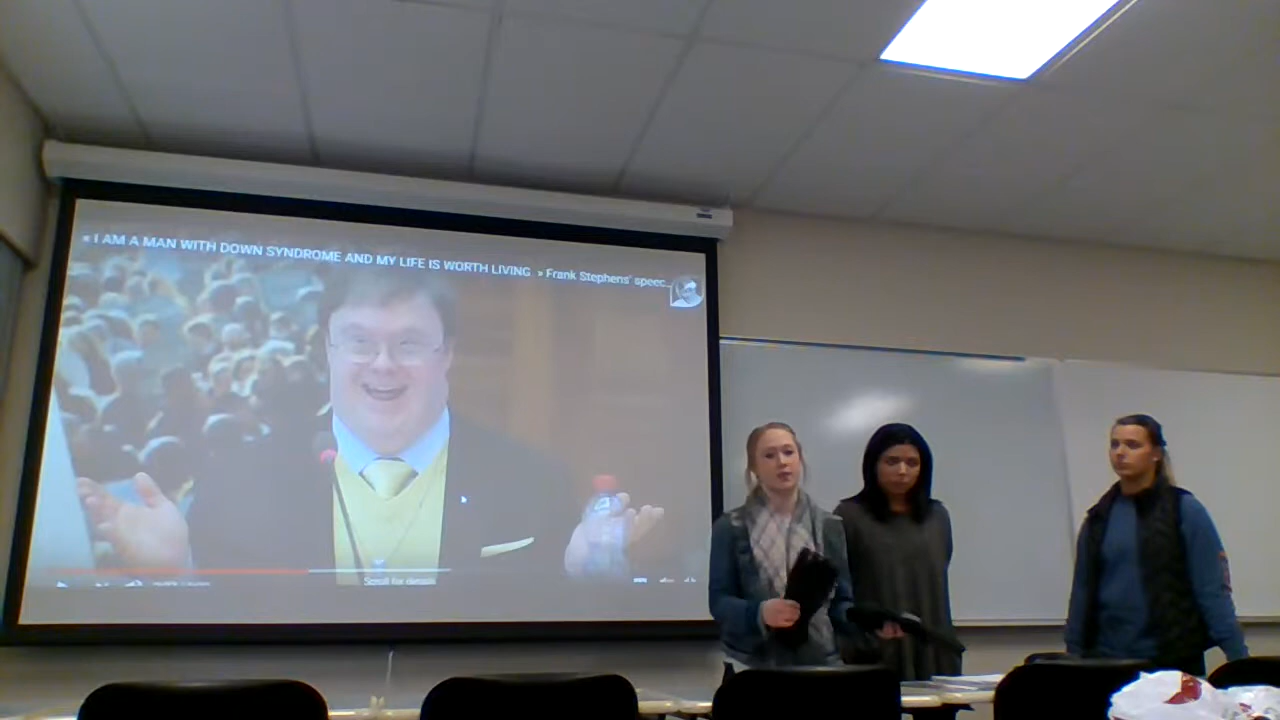 « I AM A MAN WITH DOWN SYNDROME AND MY LIFE IS WORTH LIVING » Frank Stephens' speec...
Scroll for details